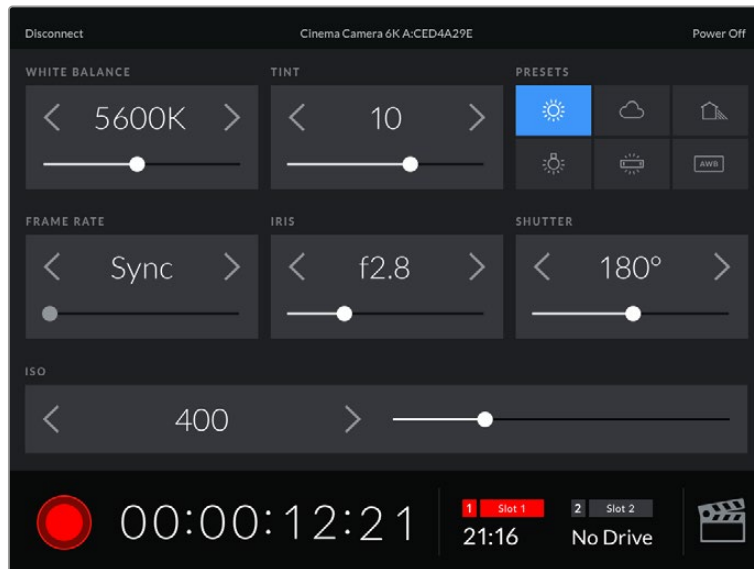 Disconnect Cinema Camera 6K A:CED4A29E Power Off
WHITE BALANCE TINT PRESETS
5600K 10
AWB
FRAME RATE IRIS SHUTTER
Sync f2.8 180°
ISO
400
00:00:12:21
1 Slot 1 2 Slot 2
21:16 No Drive